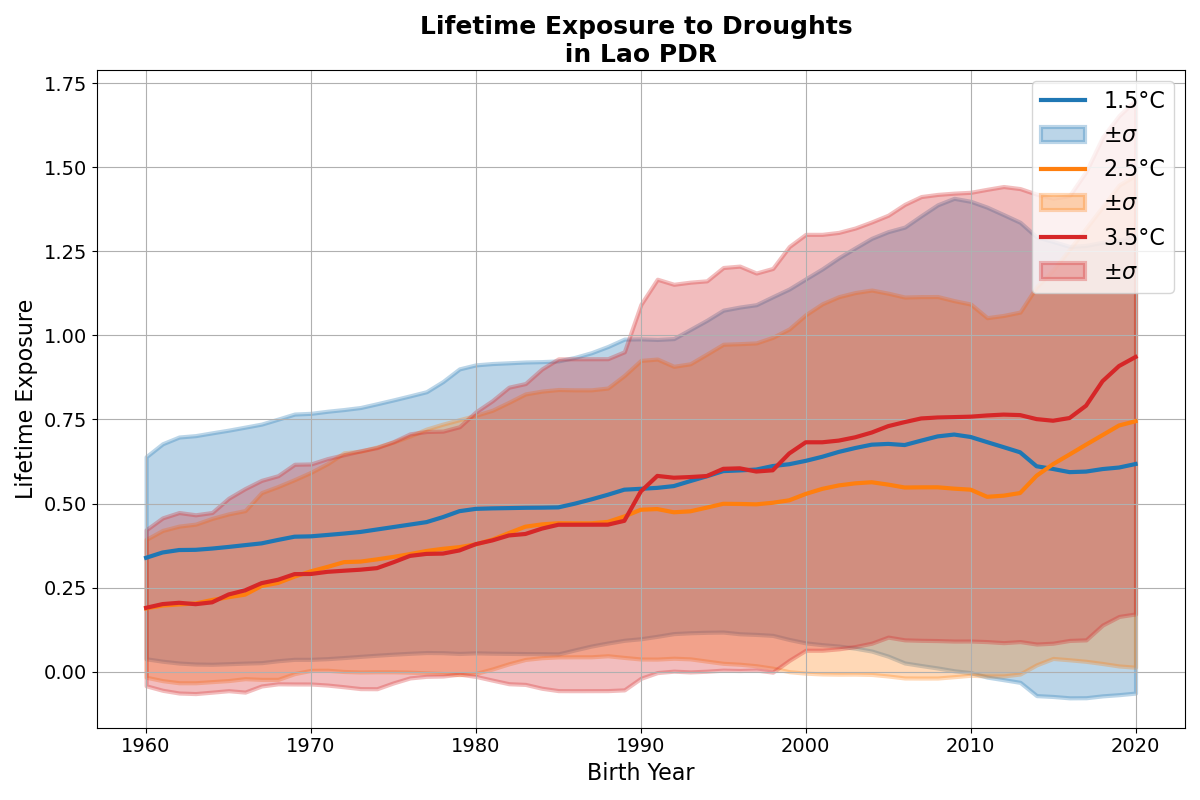 Lifetime Exposure to Droughts
in Lao PDR
1.75
1.50
1.25
1.00
0.75
0.50
0.25
0.00
Lifetime Exposure
1960
1970
1980
1990
2000
2010
2020
Birth Year
1.5°C
±σ
2.5°C
±σ
3.5°C
±σ